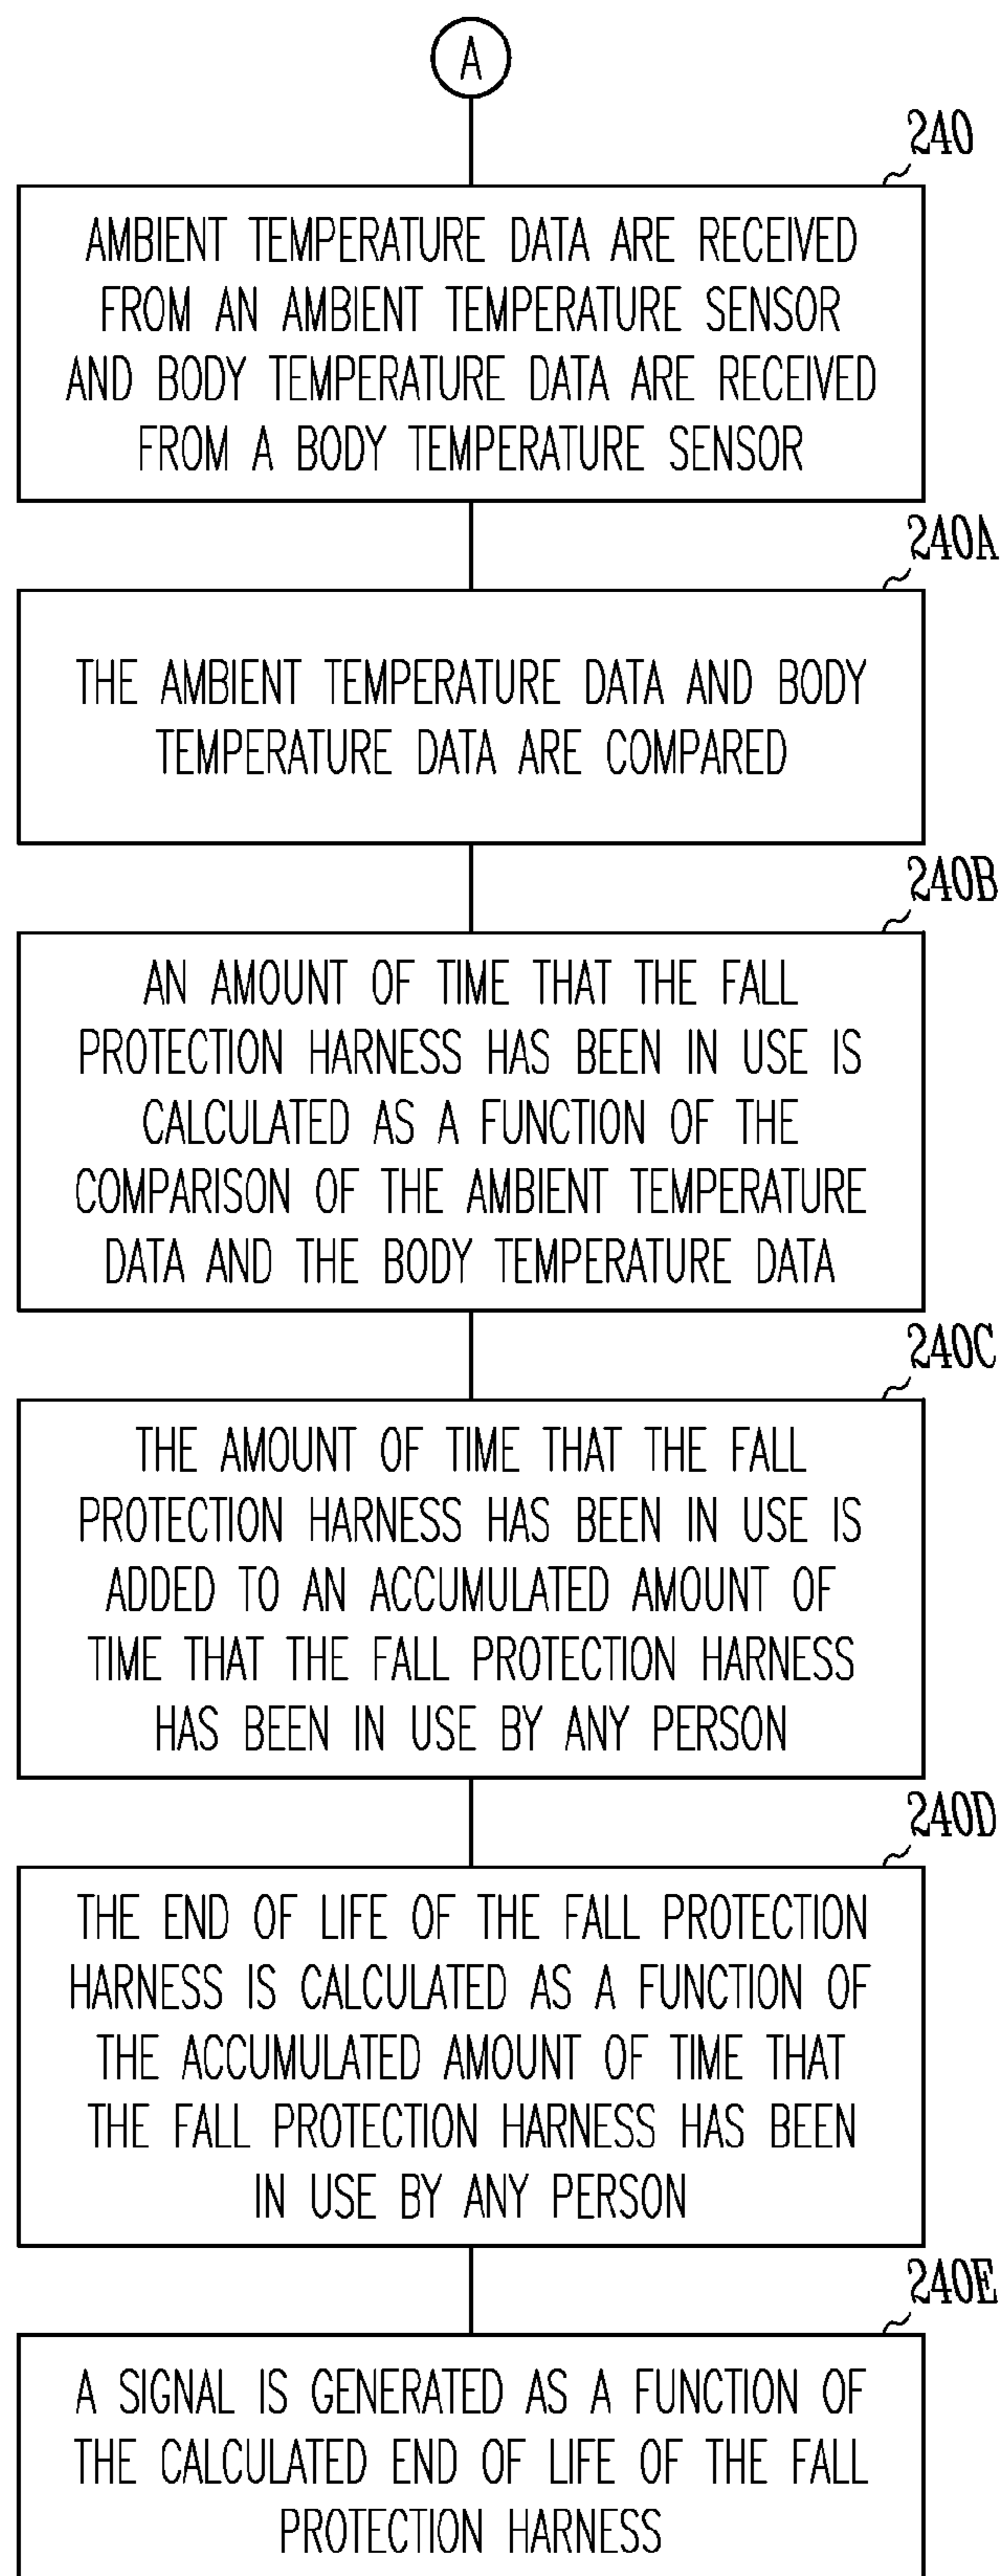 A
240
AMBIENT TEMPERATURE DATA ARE RECEIVED
FROM AN AMBIENT TEMPERATURE SENSOR
AND BODY TEMPERATURE DATA ARE RECEIVED
FROM A BODY TEMPERATURE SENSOR
240A
THE AMBIENT TEMPERATURE DATA AND BODY
TEMPERATURE DATA ARE COMPARED
240B
AN AMOUNT OF TIME THAT THE FALL
PROTECTION HARNESS HAS BEEN IN USE IS
CALCULATED AS A FUNCTION OF THE
COMPARISON OF THE AMBIENT TEMPERATURE
DATA AND THE BODY TEMPERATURE DATA
240C
THE AMOUNT OF TIME THAT THE FALL
PROTECTION HARNESS HAS BEEN IN USE IS
ADDED TO AN ACCUMULATED AMOUNT OF
TIME THAT THE FALL PROTECTION HARNESS
HAS BEEN IN USE BY ANY PERSON
240D
THE END OF LIFE OF THE FALL PROTECTION
HARNESS IS CALCULATED AS A FUNCTION OF
THE ACCUMULATED AMOUNT OF TIME THAT
THE FALL PROTECTION HARNESS HAS BEEN
IN USE BY ANY PERSON
240E
A SIGNAL IS GENERATED AS A FUNCTION OF
THE CALCULATED END OF LIFE OF THE FALL
PROTECTION HARNESS